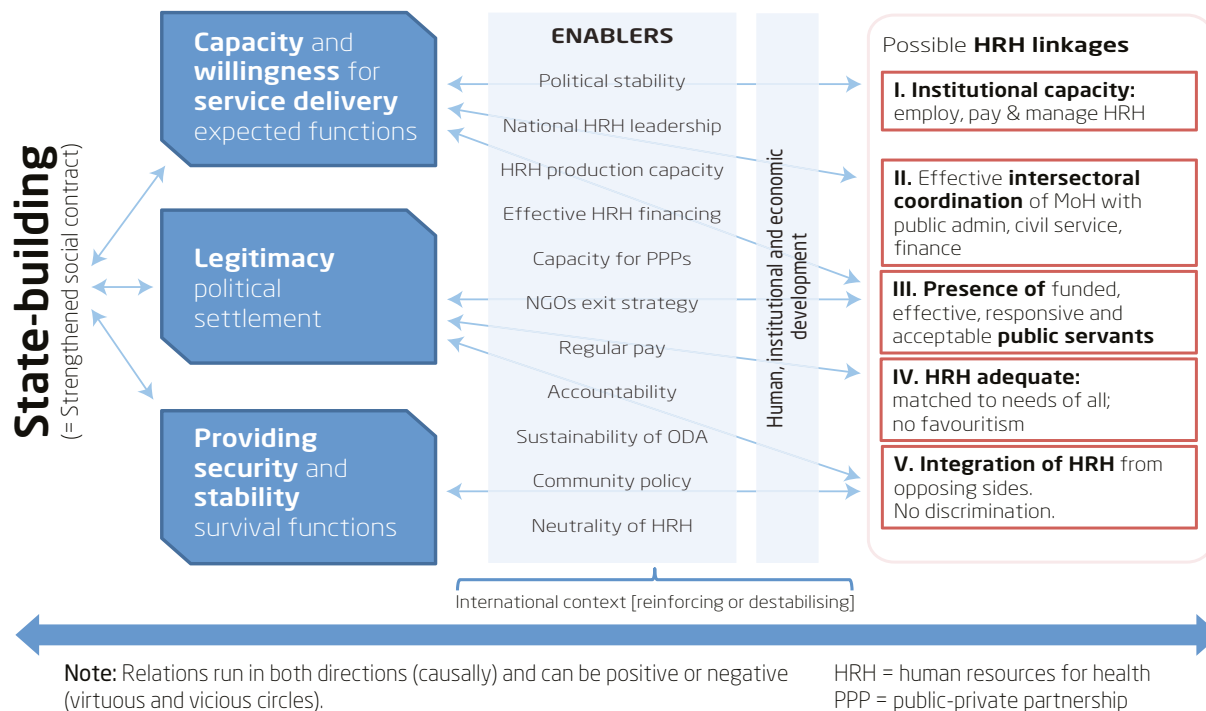 State-building
(= Strengthened social contract)
Capacity and
willingness for
service delivery
expected functions
Legitimacy
political
settlement
Providing
security and
stability
survival functions
ENABLERS
Political stability
National HRH leadership
HRH production capacity
Effective HRH financing
Capacity for PPPs
NGOs exit strategy
Regular pay
Accountability
Sustainability of ODA
Community policy
Neutrality of HRH
Human, institutional and economic
development
Possible HRH linkages
I. Institutional capacity:
employ, pay & manage HRH
II. Effective intersectoral
coordination of MoH with
public admin, civil service,
finance
III. Presence of funded,
effective, responsive and
acceptable public servants
IV. HRH adequate:
matched to needs of all;
no favouritism
V. Integration of HRH from
opposing sides.
No discrimination.
International context [reinforcing or destabilising]
Note: Relations run in both directions (causally) and can be positive or negative
(virtuous and vicious circles).
HRH = human resources for health
PPP = public-private partnership